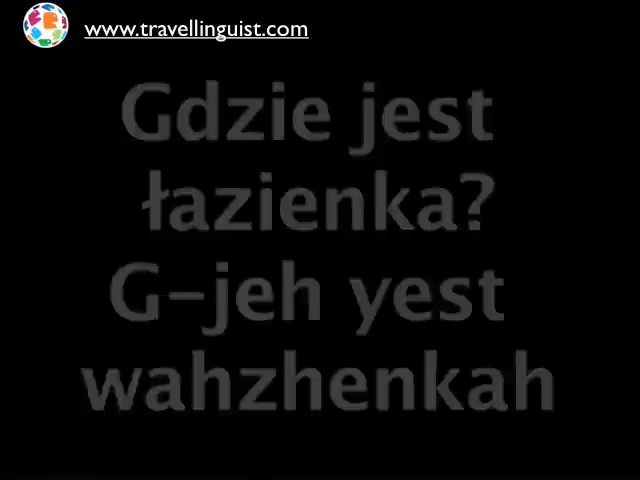 www.travellinguist.com
Gdzie jest
łazienka?
G-jeh yest
wahzhenkah